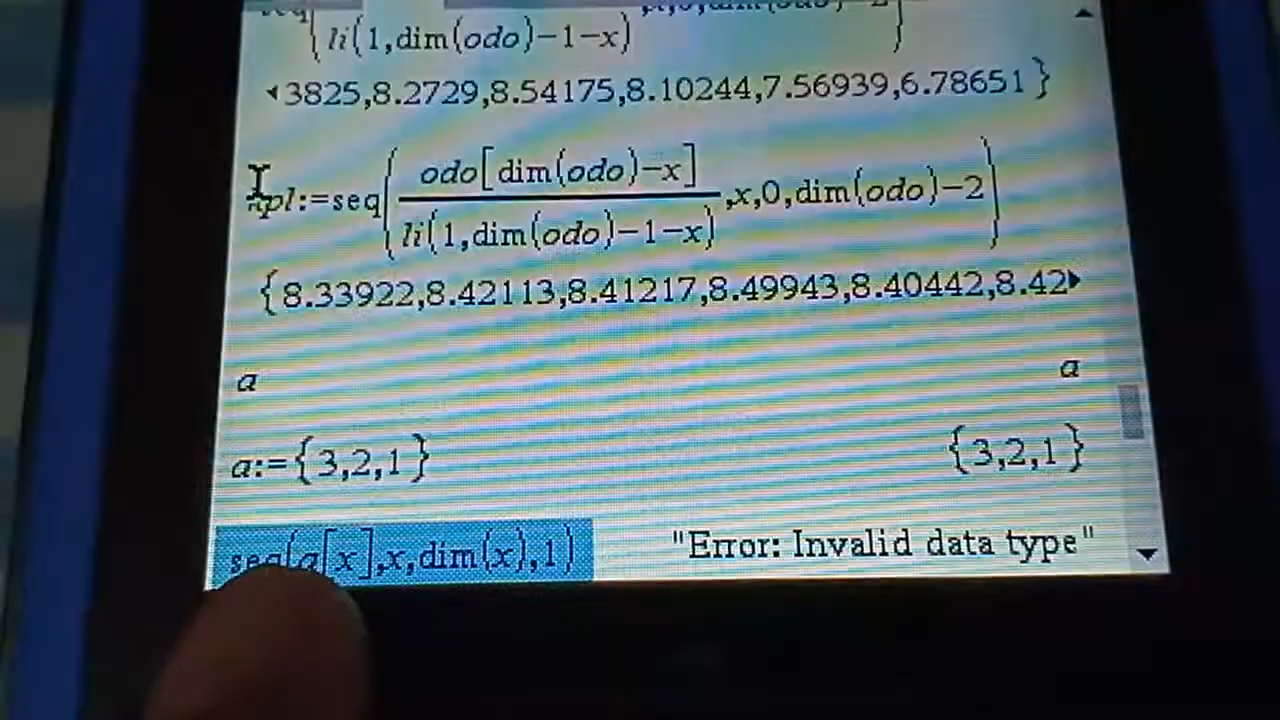 li(1,dim(odo)-1-x)
◂3825,8.2729,8.54175,8.10244,7.56939,6.78651}
kpl:=seq(odo[dim(odo)-x]/li(1,dim(odo)-1-x),x,0,dim(odo)-2)
{8.33922,8.42113,8.41217,8.49943,8.40442,8.42▸
a a
a:={3,2,1} {3,2,1}
seq(a[x],x,dim(x),1) "Error: Invalid data type"